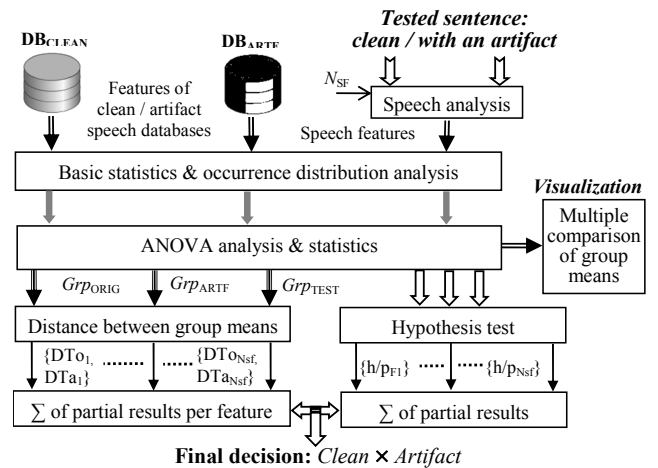 Tested sentence:
clean / with an artifact
DB_CLEAN
DB_ARTF
N_SF
Features of
clean / artifact
speech databases
Speech analysis
Speech features
Basic statistics & occurrence distribution analysis
Visualization
Multiple
comparison
of group
means
ANOVA analysis & statistics
Grp_ORIG
Grp_ARTF
Grp_TEST
Distance between group means
Hypothesis test
{DTo_1,
DTa_1}
........
{DTo_Nsf,
DTa_Nsf}
{h/p_F1}
........
{h/p_Nsf}
∑ of partial results per feature
∑ of partial results
Final decision: Clean × Artifact